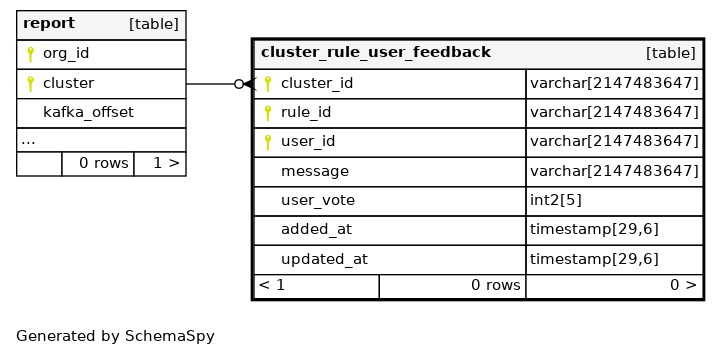 report [table]
org_id
cluster
kafka_offset
...
0 rows 1 >
cluster_rule_user_feedback [table]
cluster_id varchar[2147483647]
rule_id varchar[2147483647]
user_id varchar[2147483647]
message varchar[2147483647]
user_vote int2[5]
added_at timestamp[29,6]
updated_at timestamp[29,6]
< 1 0 rows 0 >
Generated by SchemaSpy